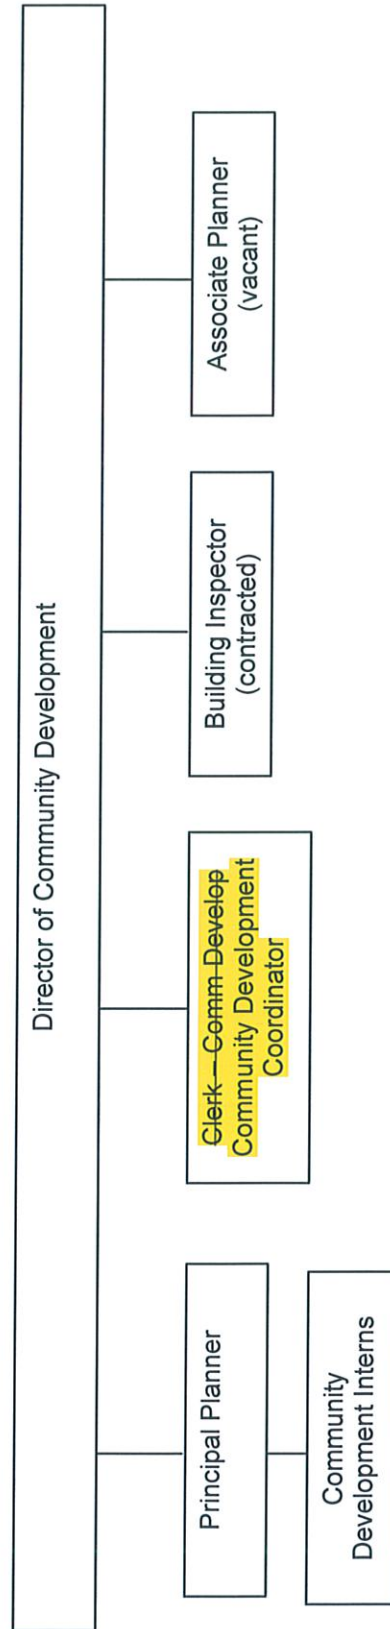 Director of Community Development
Principal Planner
Community
Development Interns
Clerk – Comm Develop
Community Development
Coordinator
Building Inspector
(contracted)
Associate Planner
(vacant)